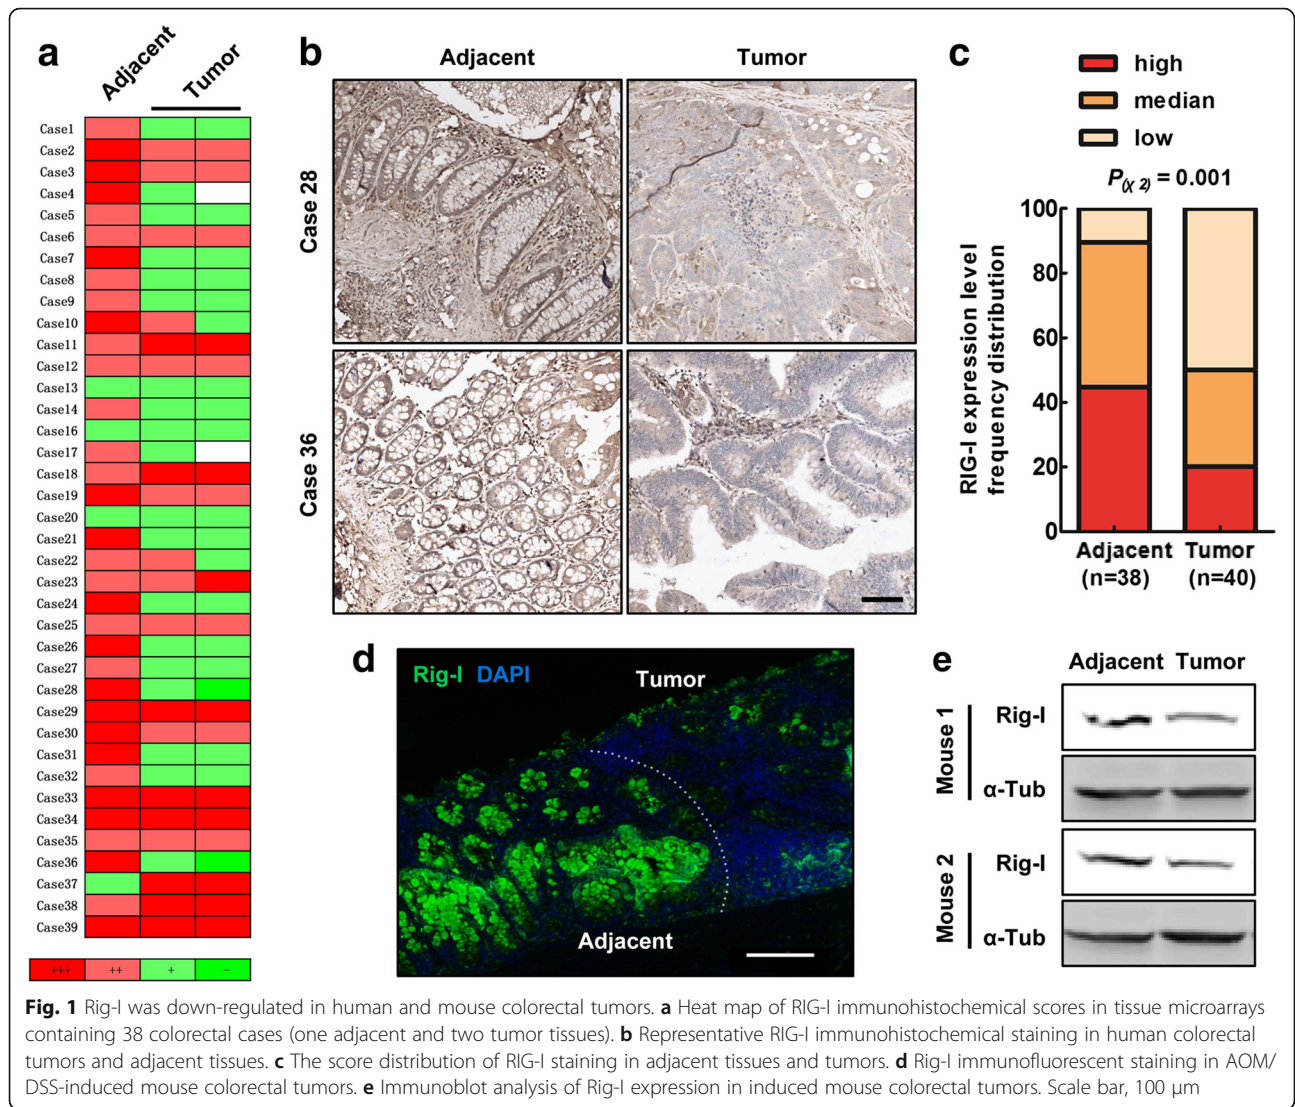 a
Adjacent
Tumor
Case1
Case2
Case3
Case4
Case5
Case6
Case7
Case8
Case9
Case10
Case11
Case12
Case13
Case14
Case16
Case17
Case18
Case19
Case20
Case21
Case22
Case23
Case24
Case25
Case26
Case27
Case28
Case29
Case30
Case31
Case32
Case33
Case34
Case35
Case36
Case37
Case38
Case39
+++ ++ + −
b
Adjacent Tumor
Case 28
Case 36
c
high
median
low
P(χ 2) = 0.001
RIG-I expression level
frequency distribution
100
80
60
40
20
0
Adjacent Tumor
(n=38) (n=40)
d
Rig-I DAPI
Tumor
Adjacent
e
Adjacent Tumor
Mouse 1
Rig-I
α-Tub
Mouse 2
Rig-I
α-Tub
Fig. 1 Rig-I was down-regulated in human and mouse colorectal tumors. a Heat map of RIG-I immunohistochemical scores in tissue microarrays
containing 38 colorectal cases (one adjacent and two tumor tissues). b Representative RIG-I immunohistochemical staining in human colorectal
tumors and adjacent tissues. c The score distribution of RIG-I staining in adjacent tissues and tumors. d Rig-I immunofluorescent staining in AOM/
DSS-induced mouse colorectal tumors. e Immunoblot analysis of Rig-I expression in induced mouse colorectal tumors. Scale bar, 100 μm